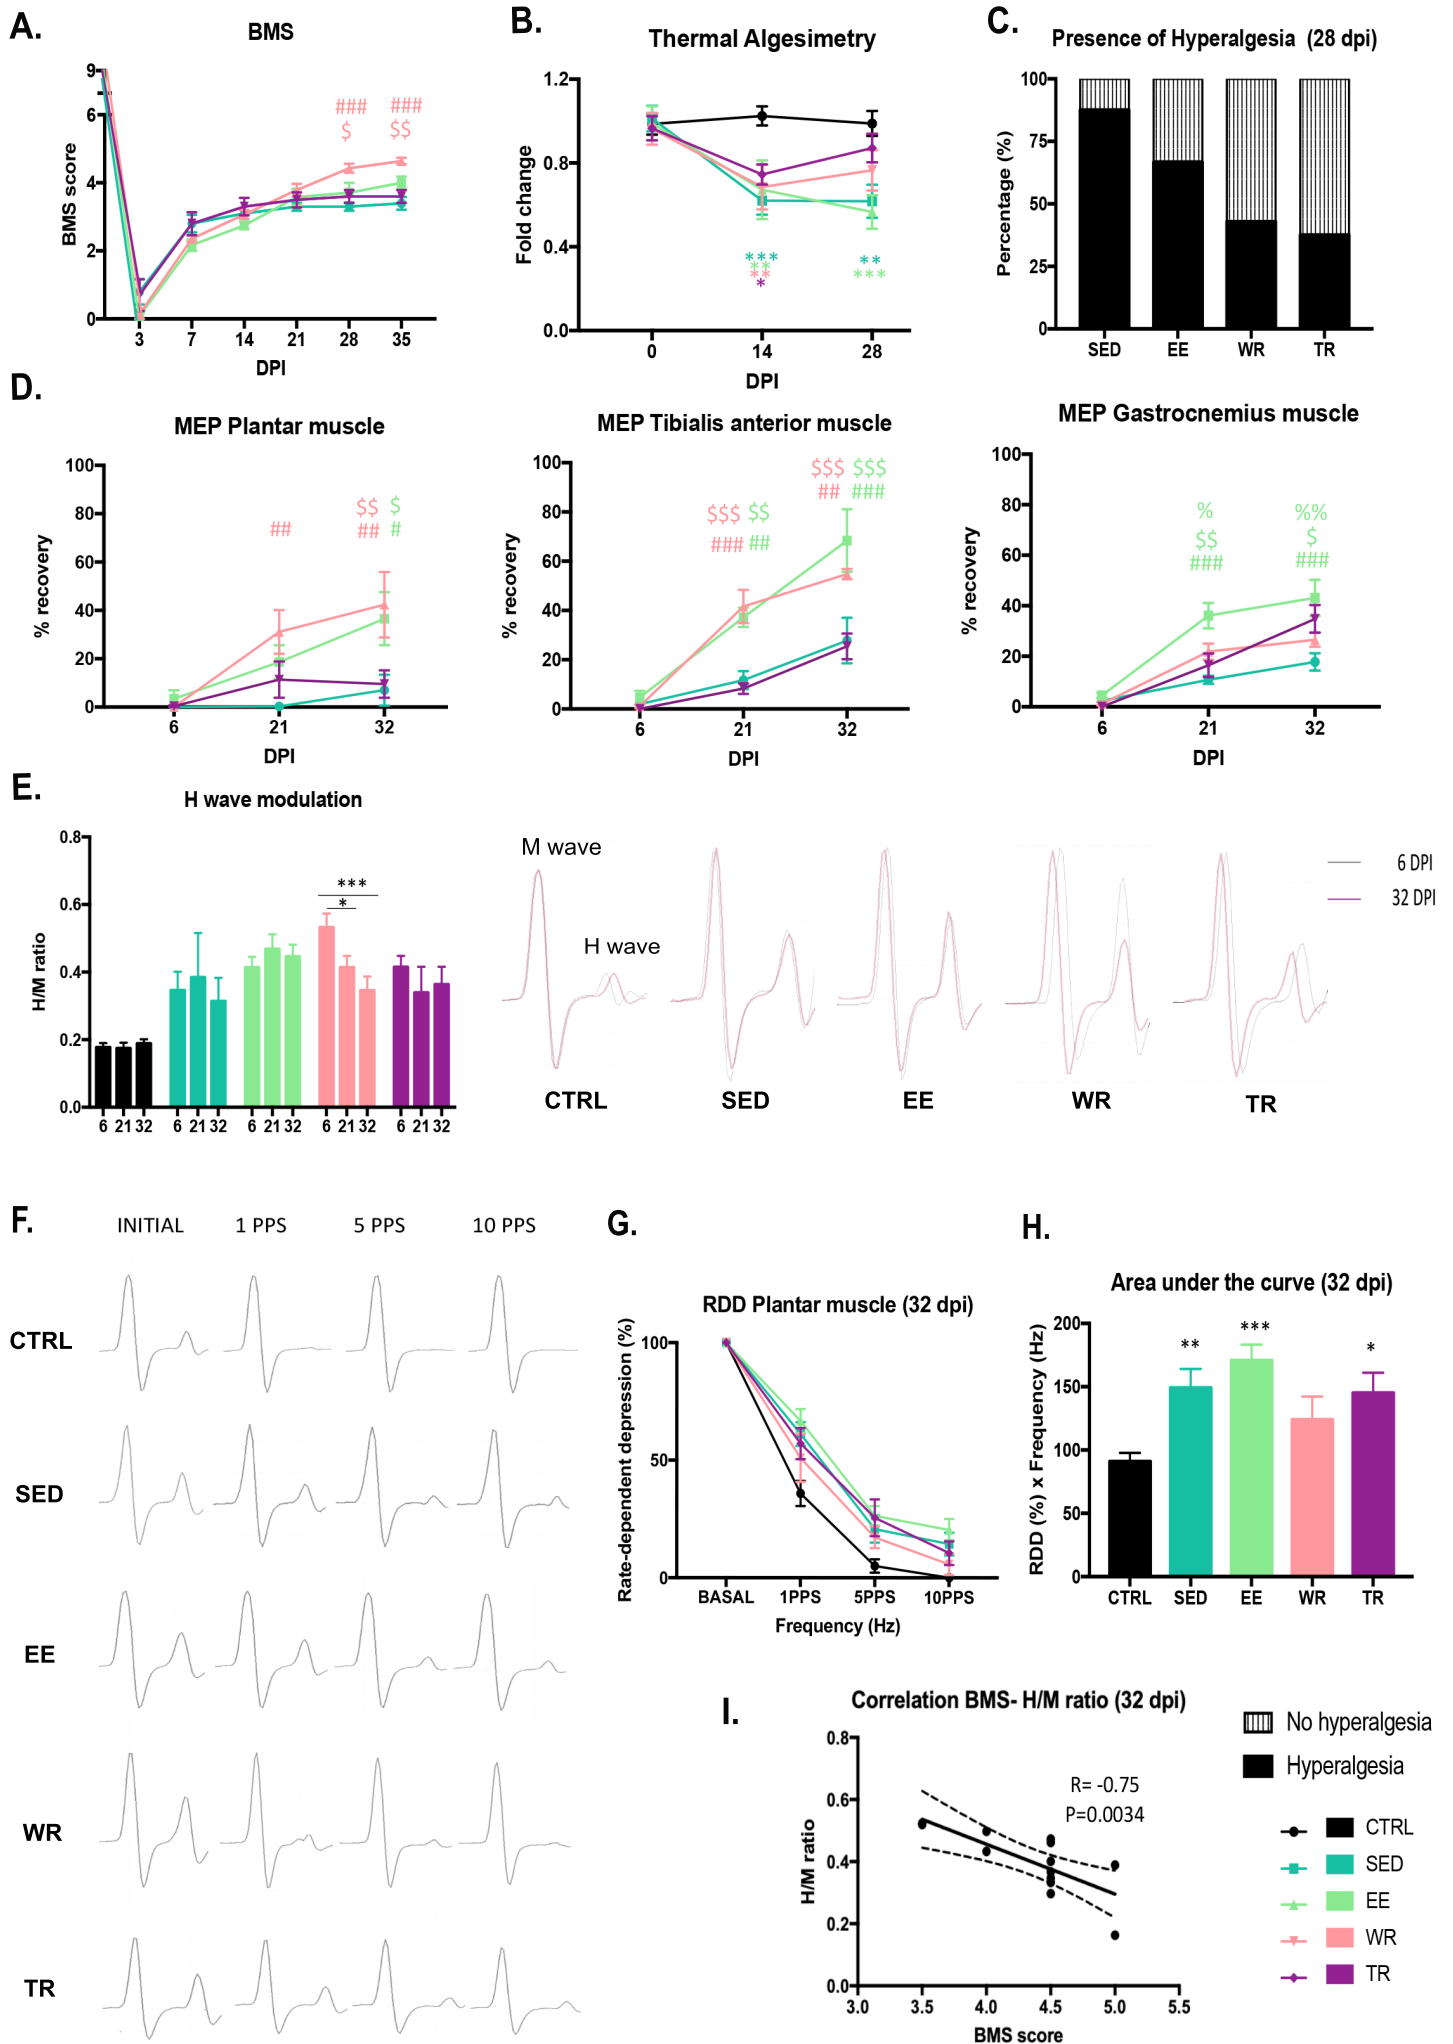 A.
BMS
BMS score
9
6
4
2
0
###
$
###
$$
3 7 14 21 28 35
DPI
B.
Thermal Algesimetry
Fold change
1.2
0.8
0.4
0.0
***
**
**
*
**
***
0 14 28
DPI
C.
Presence of Hyperalgesia (28 dpi)
Percentage (%)
100
75
50
25
0
SED EE WR TR
D.
MEP Plantar muscle
% recovery
100
80
60
40
20
0
##
$$ $
## #
6 21 32
DPI
MEP Tibialis anterior muscle
% recovery
100
80
60
40
20
0
$$$ $$
### ##
$$$ $$$
## ###
6 21 32
DPI
MEP Gastrocnemius muscle
% recovery
100
80
60
40
20
0
%
$$
###
%%
$
###
6 21 32
DPI
E.
H wave modulation
H/M ratio
0.8
0.6
0.4
0.2
0.0
***
*
6 21 32 6 21 32 6 21 32 6 21 32 6 21 32
M wave
H wave
6 DPI
32 DPI
CTRL SED EE WR TR
F.
INITIAL 1 PPS 5 PPS 10 PPS
CTRL
SED
EE
WR
TR
G.
RDD Plantar muscle (32 dpi)
Rate-dependent depression (%)
100
50
0
BASAL 1PPS 5PPS 10PPS
Frequency (Hz)
H.
Area under the curve (32 dpi)
RDD (%) x Frequency (Hz)
200
150
100
50
0
**
***
*
CTRL SED EE WR TR
I.
Correlation BMS- H/M ratio (32 dpi)
H/M ratio
0.8
0.6
0.4
0.2
0.0
R= -0.75
P=0.0034
3.0 3.5 4.0 4.5 5.0 5.5
BMS score
No hyperalgesia
Hyperalgesia
CTRL
SED
EE
WR
TR